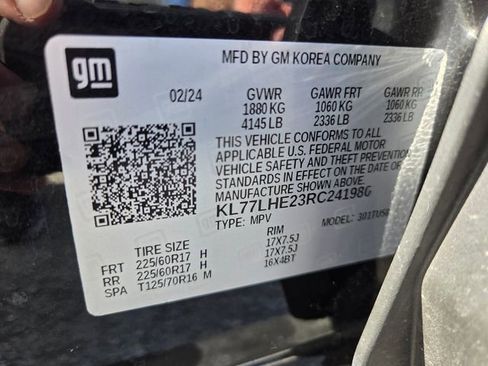 gm
MFD BY GM KOREA COMPANY
02/24 GVWR GAWR FRT GAWR RR
1880 KG 1060 KG 1060 KG
4145 LB 2336 LB 2336 LB
THIS VEHICLE CONFORMS TO ALL
APPLICABLE U.S. FEDERAL MOTOR
VEHICLE SAFETY AND THEFT PREVENTION
STANDARDS IN EFFECT ON THE DATE OF
MANUFACTURE SHOWN ABOVE.
KL77LHE23RC241986
TYPE: MPV MODEL:
TIRE SIZE RIM
FRT 225/60R17 H 17X7.5J
RR 225/60R17 H 17X7.5J
SPA T125/70R16 M 16X4BT